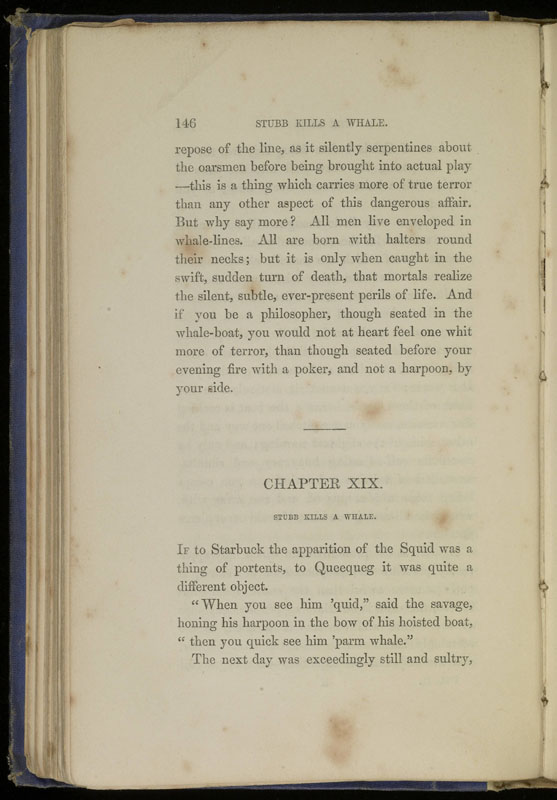 146 STUBB KILLS A WHALE.
repose of the line, as it silently serpentines about
the oarsmen before being brought into actual play
—this is a thing which carries more of true terror
than any other aspect of this dangerous affair.
But why say more? All men live enveloped in
whale-lines. All are born with halters round
their necks; but it is only when caught in the
swift, sudden turn of death, that mortals realize
the silent, subtle, ever-present perils of life. And
if you be a philosopher, though seated in the
whale-boat, you would not at heart feel one whit
more of terror, than though seated before your
evening fire with a poker, and not a harpoon, by
your side.
CHAPTER XIX.
STUBB KILLS A WHALE.
If to Starbuck the apparition of the Squid was a
thing of portents, to Queequeg it was quite a
different object.
“When you see him ’quid,” said the savage,
honing his harpoon in the bow of his hoisted boat,
“ then you quick see him ’parm whale.”
The next day was exceedingly still and sultry,